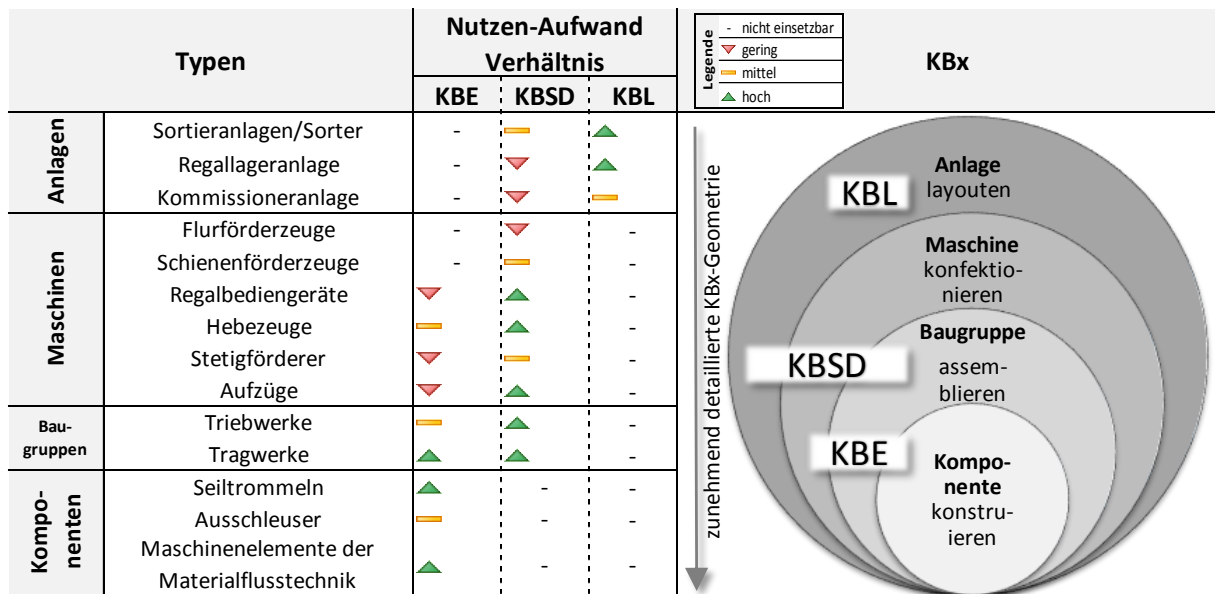 Typen
Nutzen-Aufwand
Verhältnis
KBE KBSD KBL
Legende
- nicht einsetzbar
gering
mittel
hoch
KBx
Anlagen
Sortieranlagen/Sorter -
Regallageranlage -
Kommissioneranlage -
Maschinen
Flurförderzeuge - -
Schienenförderzeuge - -
Regalbediengeräte -
Hebezeuge -
Stetigförderer -
Aufzüge -
Bau-
gruppen
Triebwerke -
Tragwerke -
Kompo-
nenten
Seiltrommeln - -
Ausschleuser - -
Maschinenelemente der
Materialflusstechnik - -
zunehmend detaillierte KBx-Geometrie
Anlage
layouten
KBL
Maschine
konfektio-
nieren
Baugruppe
KBSD
assem-
blieren
KBE
Kompo-
nente
konstru-
ieren